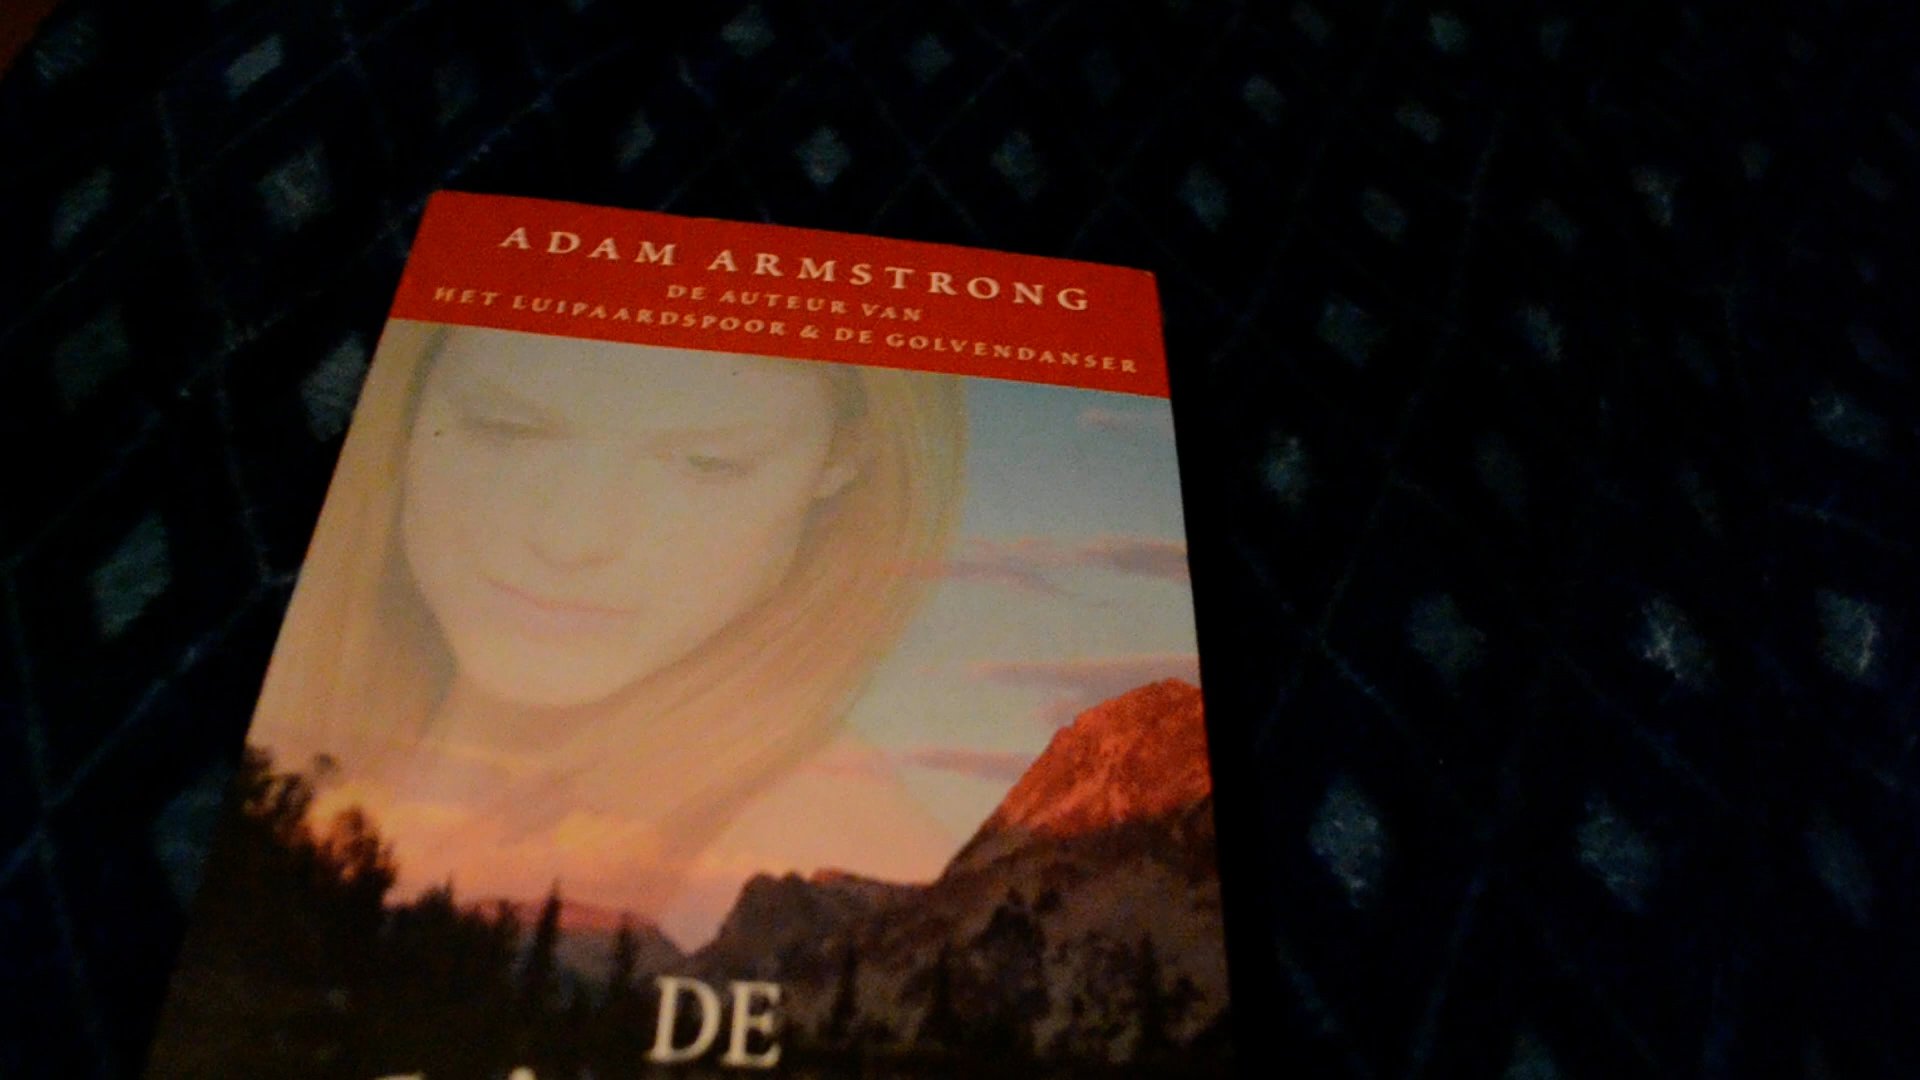 ADAM ARMSTRONG
DE AUTEUR VAN
HET LUIPAARDSPOOR & DE GOLVENDANSER
DE